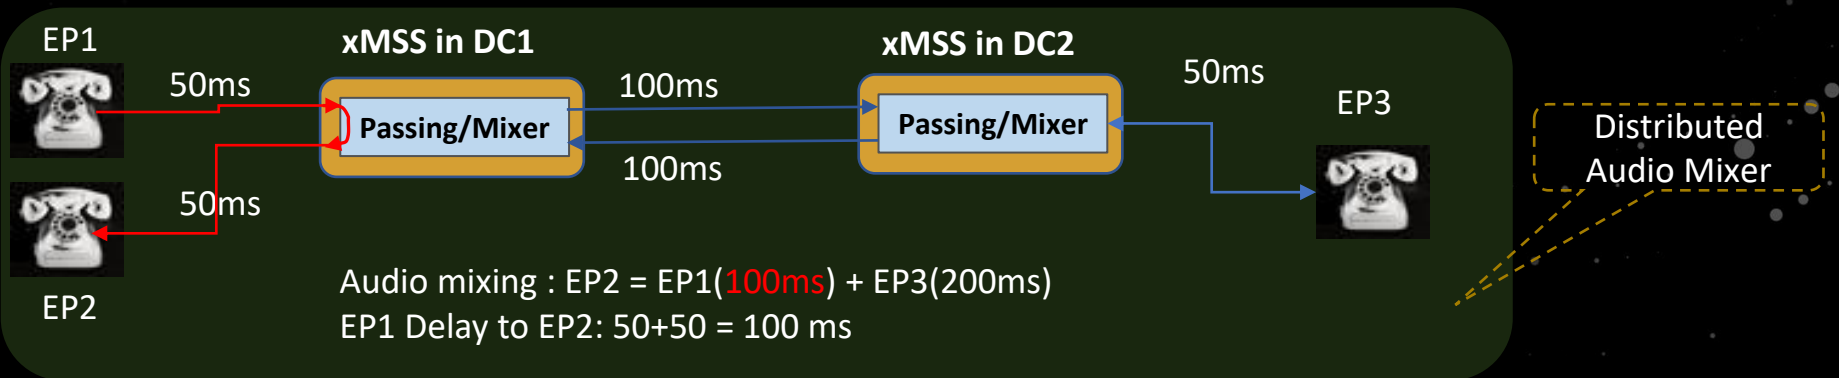 EP1
xMSS in DC1
xMSS in DC2
50ms
100ms
50ms
EP3
Passing/Mixer
Passing/Mixer
Distributed
Audio Mixer
100ms
50ms
EP2
Audio mixing : EP2 = EP1(100ms) + EP3(200ms)
EP1 Delay to EP2: 50+50 = 100 ms